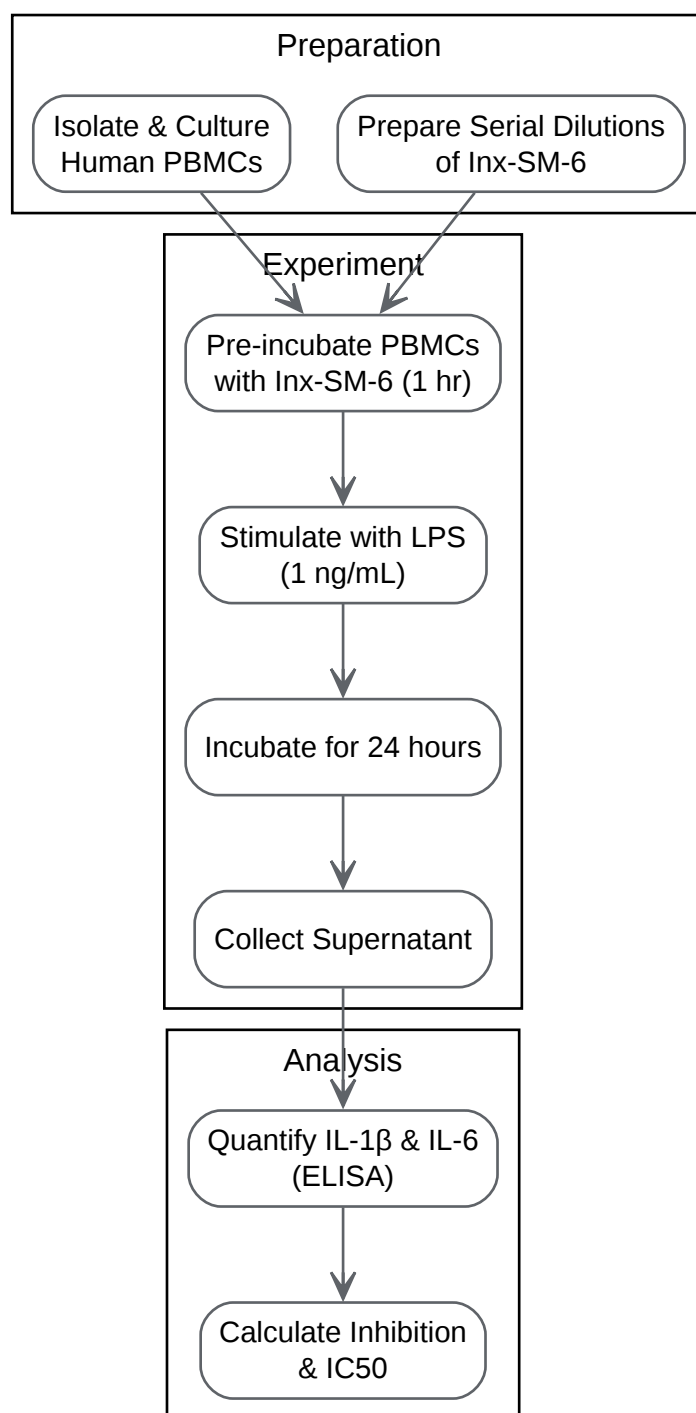 Preparation
Isolate & Culture
Human PBMCs
Prepare Serial Dilutions
of Inx-SM-6
Experiment
Pre-incubate PBMCs
with Inx-SM-6 (1 hr)
Stimulate with LPS
(1 ng/mL)
Incubate for 24 hours
Collect Supernatant
Analysis
Quantify IL-1β & IL-6
(ELISA)
Calculate Inhibition
& IC50